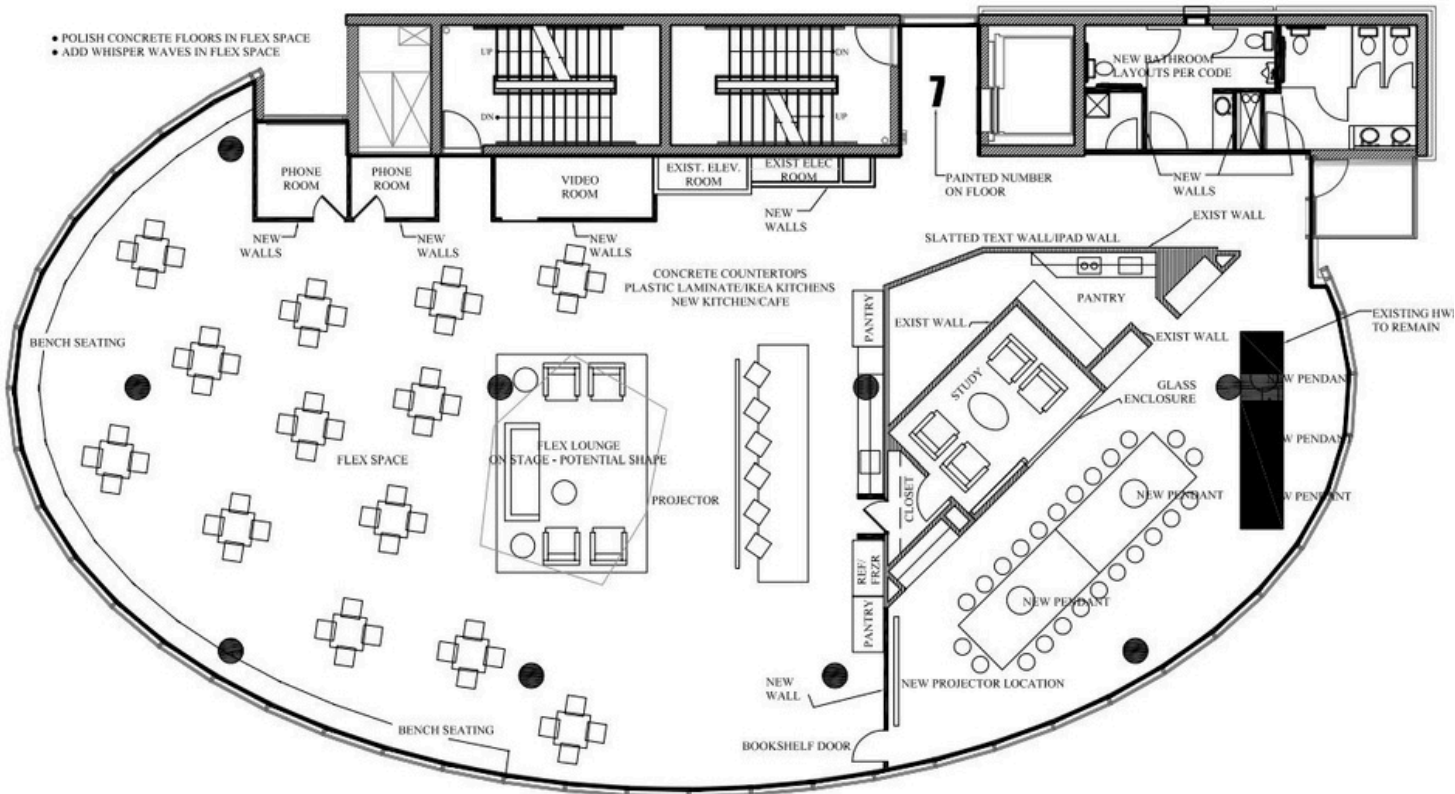 ● POLISH CONCRETE FLOORS IN FLEX SPACE
● ADD WHISPER WAVES IN FLEX SPACE
UP
DN
DN
UP
7
NEW BATHROOM
LAYOUTS PER CODE
PHONE
ROOM
PHONE
ROOM
VIDEO
ROOM
EXIST. ELEV.
ROOM
EXIST ELEC
ROOM
PAINTED NUMBER
ON FLOOR
NEW
WALLS
NEW
WALLS
NEW
WALLS
NEW
WALLS
NEW
WALLS
EXIST WALL
SLATTED TEXT WALL/IPAD WALL
CONCRETE COUNTERTOPS
PLASTIC LAMINATE/IKEA KITCHENS
NEW KITCHEN/CAFE
PANTRY
PANTRY
EXIST WALL
EXIST WALL
EXISTING HW
TO REMAIN
BENCH SEATING
STUDY
GLASS
ENCLOSURE
NEW PENDANT
W PENDANT
W PENDANT
FLEX SPACE
FLEX LOUNGE
ON STAGE - POTENTIAL SHAPE
PROJECTOR
CLOSET
NEW PENDANT
REF/
FRZR
NEW PENDANT
PANTRY
NEW
WALL
NEW PROJECTOR LOCATION
BENCH SEATING
BOOKSHELF DOOR